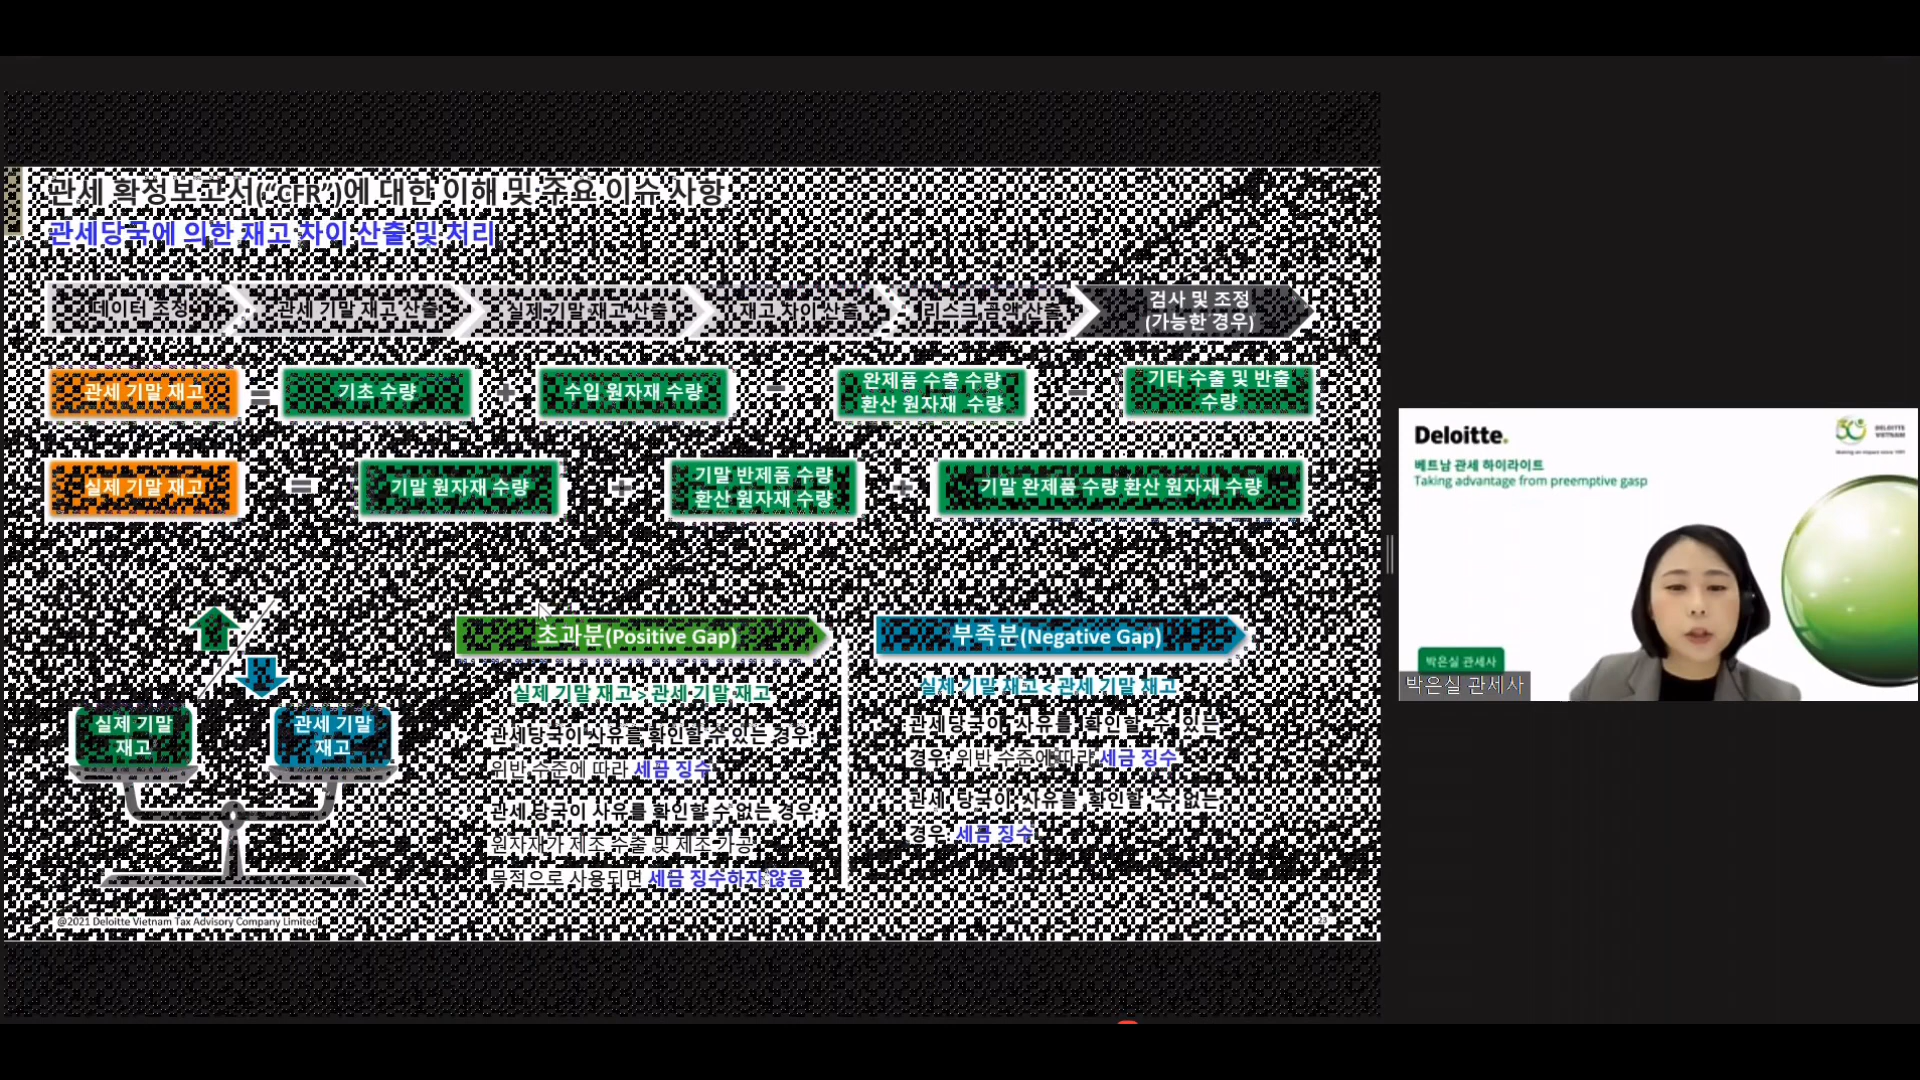 관세 확정보고서(“CFR”)에 대한 이해 및 주요 이슈 사항
관세당국에 의한 재고 차이 산출 및 처리
데이터 조정
관세 기말 재고 산출
실제 기말 재고 산출
재고 차이 산출
리스크 금액 산출
검사 및 조정
(가능한 경우)
관세 기말 재고
=
기초 수량
+
수입 원자재 수량
-
완제품 수출 수량
환산 원자재 수량
-
기타 수출 및 반출
수량
실제 기말 재고
=
기말 원자재 수량
+
기말 반제품 수량
환산 원자재 수량
+
기말 완제품 수량 환산 원자재 수량
실제 기말
재고
관세 기말
재고
초과분(Positive Gap)
실제 기말 재고 > 관세 기말 재고
관세당국이 사유를 확인할 수 있는 경우:
위반 수준에 따라 세금 징수
관세 당국이 사유를 확인할 수 없는 경우:
원자재가 제조 수출 및 제조 가공
목적으로 사용되면 세금 징수하지 않음
부족분(Negative Gap)
실제 기말 재고 < 관세 기말 재고
관세당국이 사유를 확인할 수 있는
경우: 위반 수준에 따라 세금 징수
관세 당국이 사유를 확인할 수 없는
경우: 세금 징수
@2021 Deloitte Vietnam Tax Advisory Company Limited
23
Deloitte.
50
DELOITTE
VIETNAM
베트남 관세 하이라이트
Taking advantage from preemptive gasp
박은실 관세사
박은실 관세사